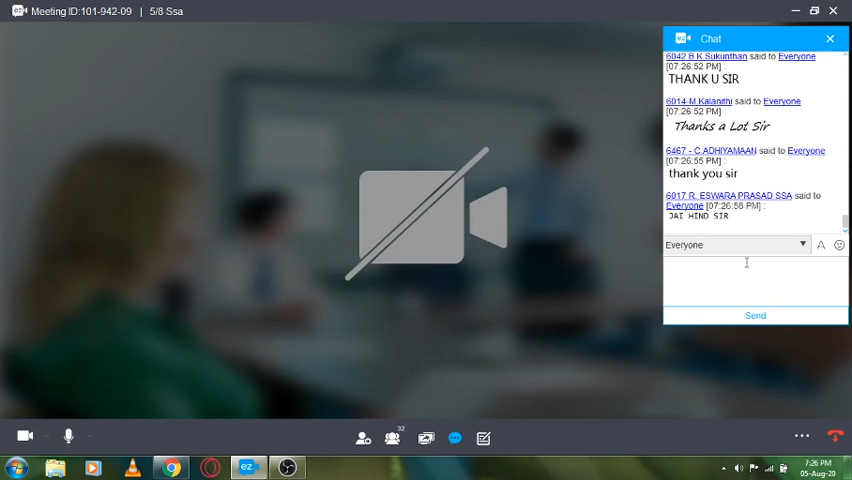 Meeting ID:101-942-09 | 5/8 Ssa
ez Chat
6042 B.K Sukunthan said to Everyone
[07:26:52 PM] :
THANK U SIR
6014-M.Kalanithi said to Everyone
[07:26:52 PM] :
Thanks a Lot Sir
6467 - C.ADHIYAMAAN said to Everyone
[07:26:55 PM] :
thank you sir
6017 R. ESWARA PRASAD SSA said to
Everyone [07:26:58 PM] :
JAI HIND SIR
Everyone
A
Send
32
ez
7:26 PM
05-Aug-20